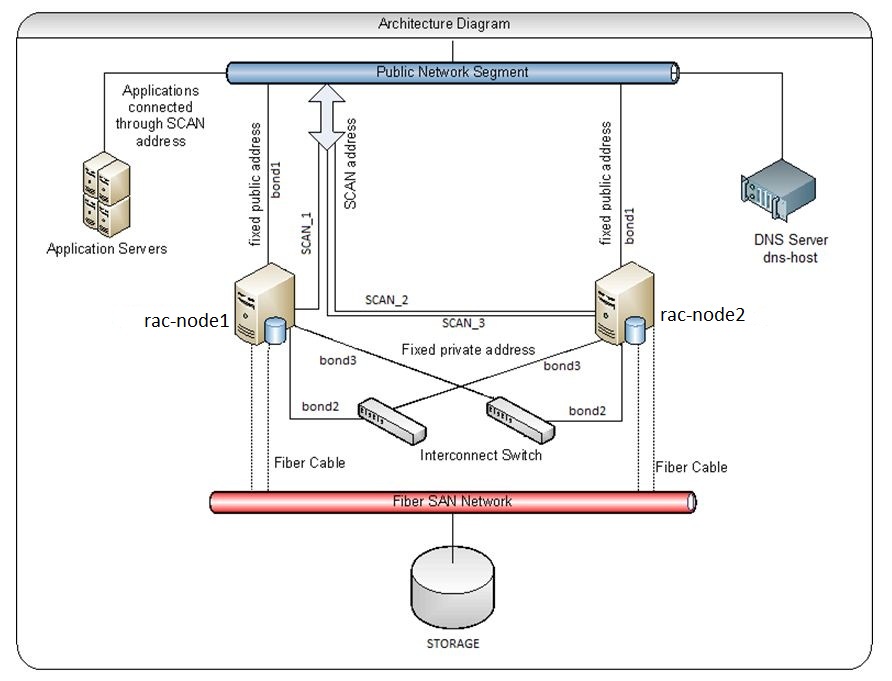 Architecture Diagram
Public Network Segment
Applications
connected
through SCAN
address
fixed public address
bond1
SCAN_1
SCAN address
fixed public address
bond1
Application Servers
DNS Server
dns-host
rac-node1
SCAN_2
SCAN_3
rac-node2
Fixed private address
bond3
bond3
bond2
bond2
Interconnect Switch
Fiber Cable
Fiber Cable
Fiber SAN Network
STORAGE